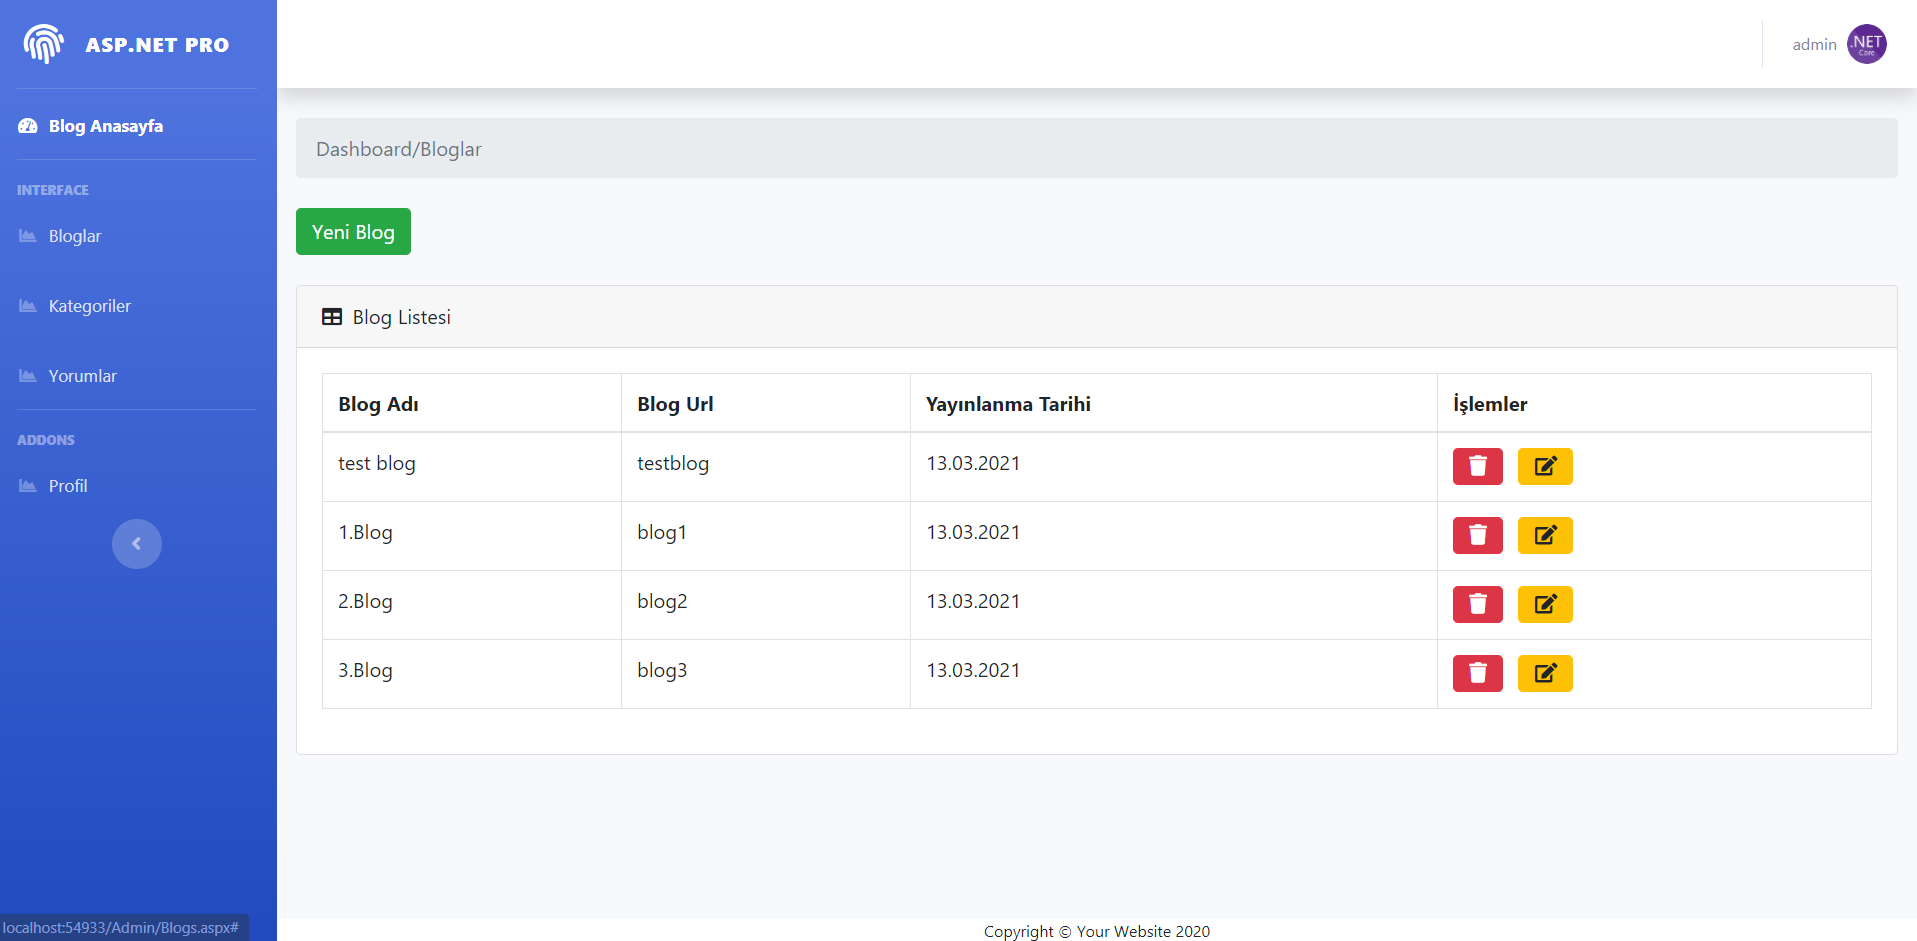 ASP.NET PRO
Blog Anasayfa
INTERFACE
Bloglar
Kategoriler
Yorumlar
ADDONS
Profil
admin
.NET
Core
Dashboard/Bloglar
Yeni Blog
Blog Listesi
Blog Adı Blog Url Yayınlanma Tarihi İşlemler
test blog testblog 13.03.2021
1.Blog blog1 13.03.2021
2.Blog blog2 13.03.2021
3.Blog blog3 13.03.2021
localhost:54933/Admin/Blogs.aspx#
Copyright © Your Website 2020